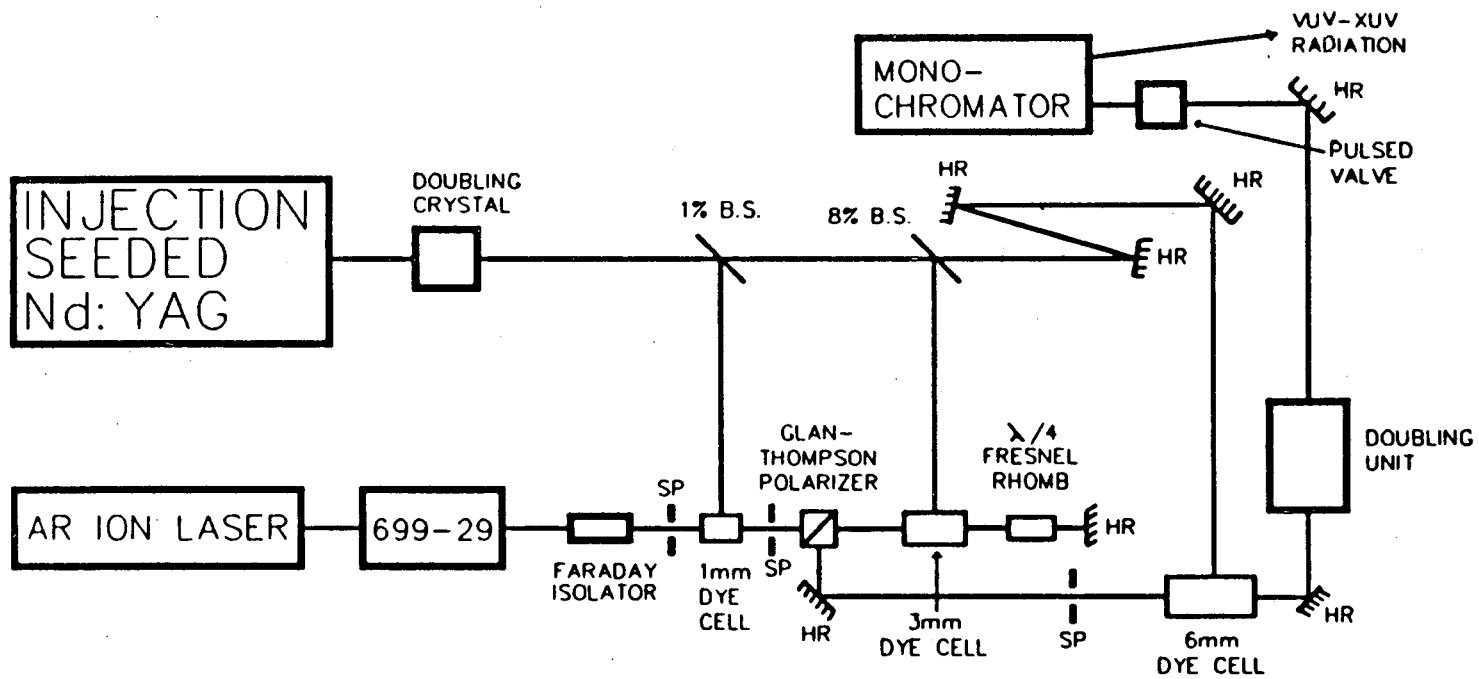 VUV-XUV
RADIATION
MONO-
CHROMATOR
HR
PULSED
VALVE
INJECTION
SEEDED
Nd: YAG
DOUBLING
CRYSTAL
1% B.S.
8% B.S.
HR
HR
HR
DOUBLING
UNIT
AR ION LASER
699-29
FARADAY
ISOLATOR
SP
1mm
DYE
CELL
SP
GLAN-
THOMPSON
POLARIZER
λ/4
FRESNEL
RHOMB
HR
HR
3mm
DYE CELL
SP
6mm
DYE CELL
HR